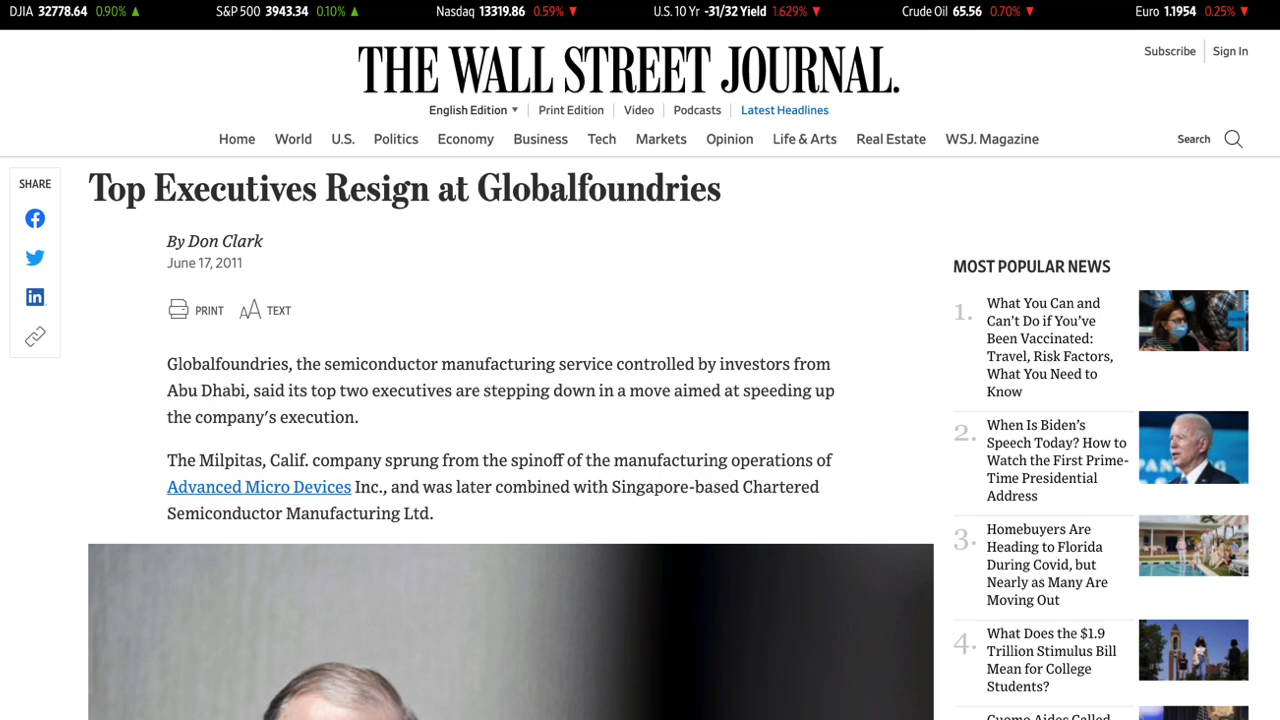 DJIA 32778.64 0.90% ▲ S&P 500 3943.34 0.10% ▲ Nasdaq 13319.86 0.59% ▼ U.S. 10 Yr -31/32 Yield 1.629% ▼ Crude Oil 65.56 0.70% ▼ Euro 1.1954 0.25% ▼
THE WALL STREET JOURNAL.
Subscribe Sign In
English Edition ▼ Print Edition Video Podcasts Latest Headlines
Home World U.S. Politics Economy Business Tech Markets Opinion Life & Arts Real Estate WSJ. Magazine Search
SHARE
Top Executives Resign at Globalfoundries
By Don Clark
June 17, 2011
PRINT AA TEXT
Globalfoundries, the semiconductor manufacturing service controlled by investors from
Abu Dhabi, said its top two executives are stepping down in a move aimed at speeding up
the company's execution.
The Milpitas, Calif. company sprung from the spinoff of the manufacturing operations of
Advanced Micro Devices Inc., and was later combined with Singapore-based Chartered
Semiconductor Manufacturing Ltd.
MOST POPULAR NEWS
1. What You Can and
Can't Do if You've
Been Vaccinated:
Travel, Risk Factors,
What You Need to
Know
2. When Is Biden's
Speech Today? How to
Watch the First Prime-
Time Presidential
Address
3. Homebuyers Are
Heading to Florida
During Covid, but
Nearly as Many Are
Moving Out
4. What Does the $1.9
Trillion Stimulus Bill
Mean for College
Students?
Cuomo Aides Called